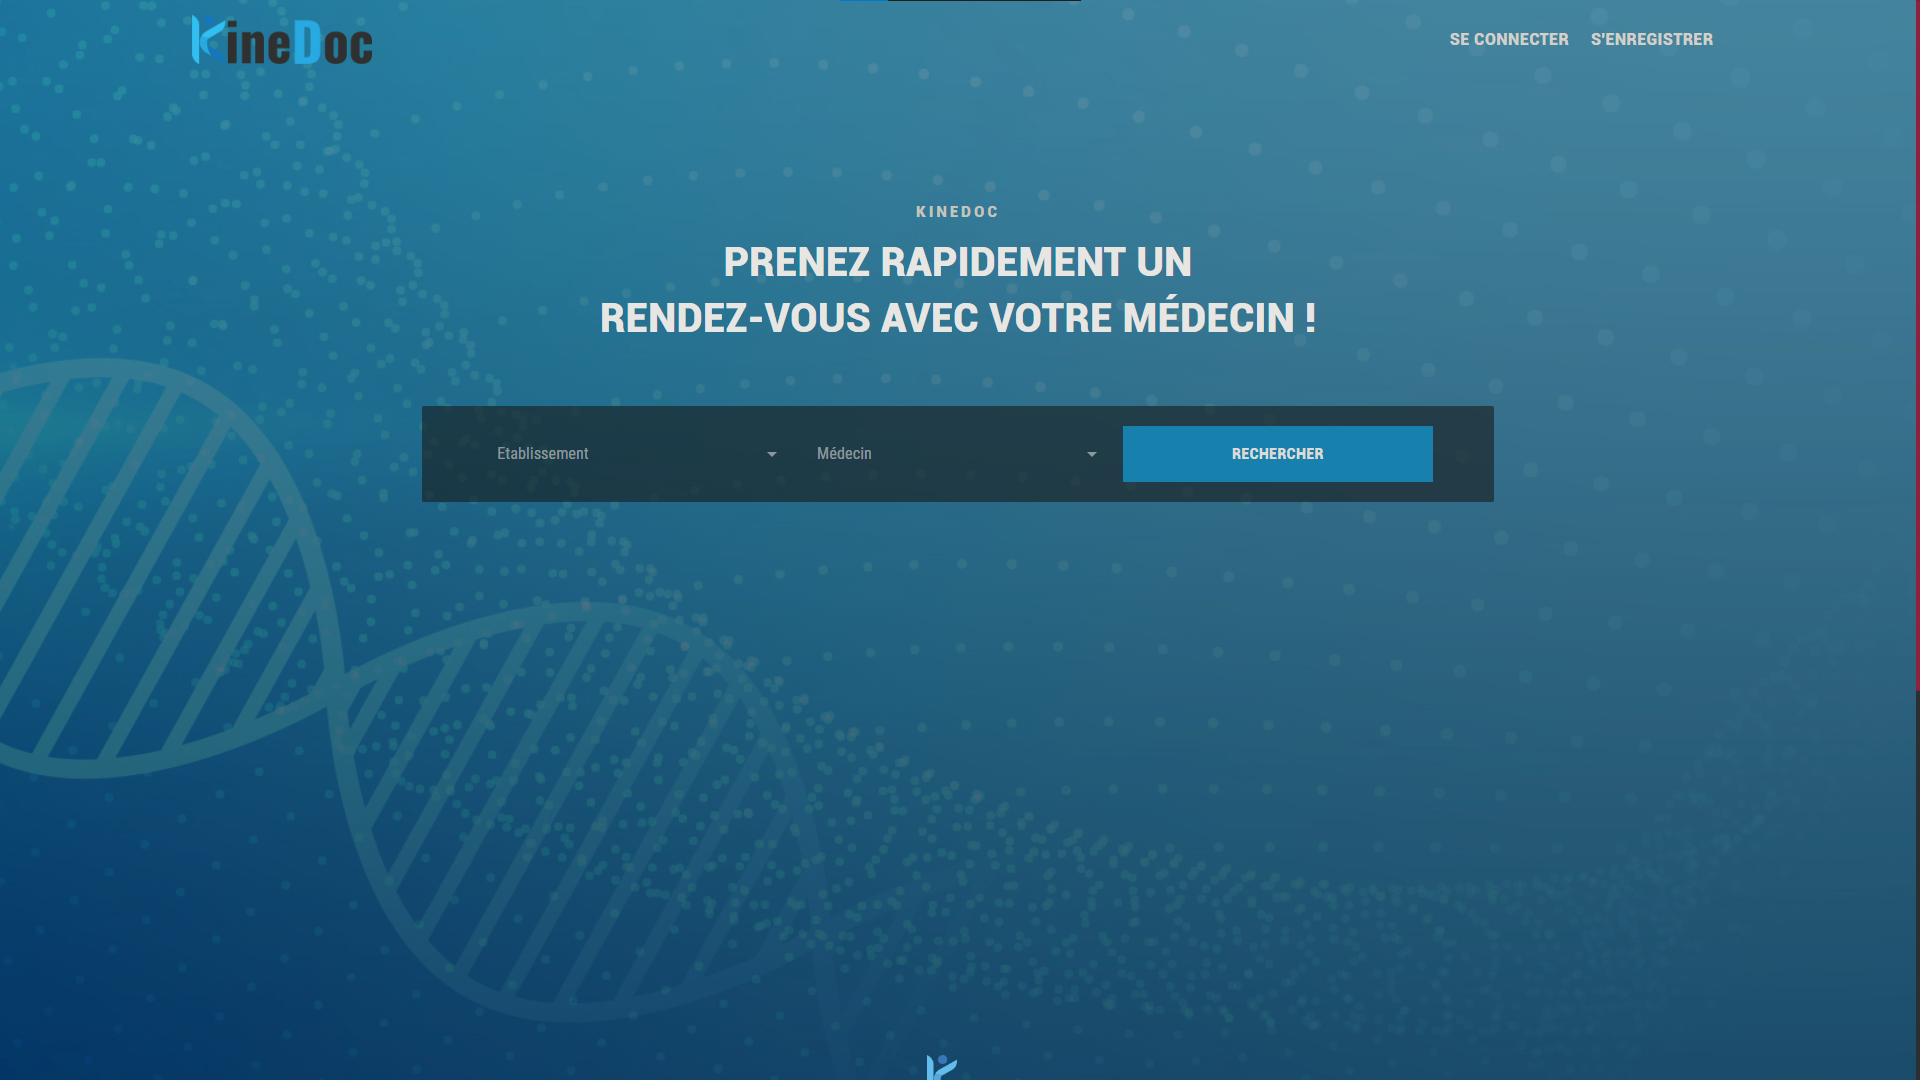 KineDoc
SE CONNECTER
S'ENREGISTRER
KINEDOC
PRENEZ RAPIDEMENT UN
RENDEZ-VOUS AVEC VOTRE MÉDECIN !
Etablissement
Médecin
RECHERCHER